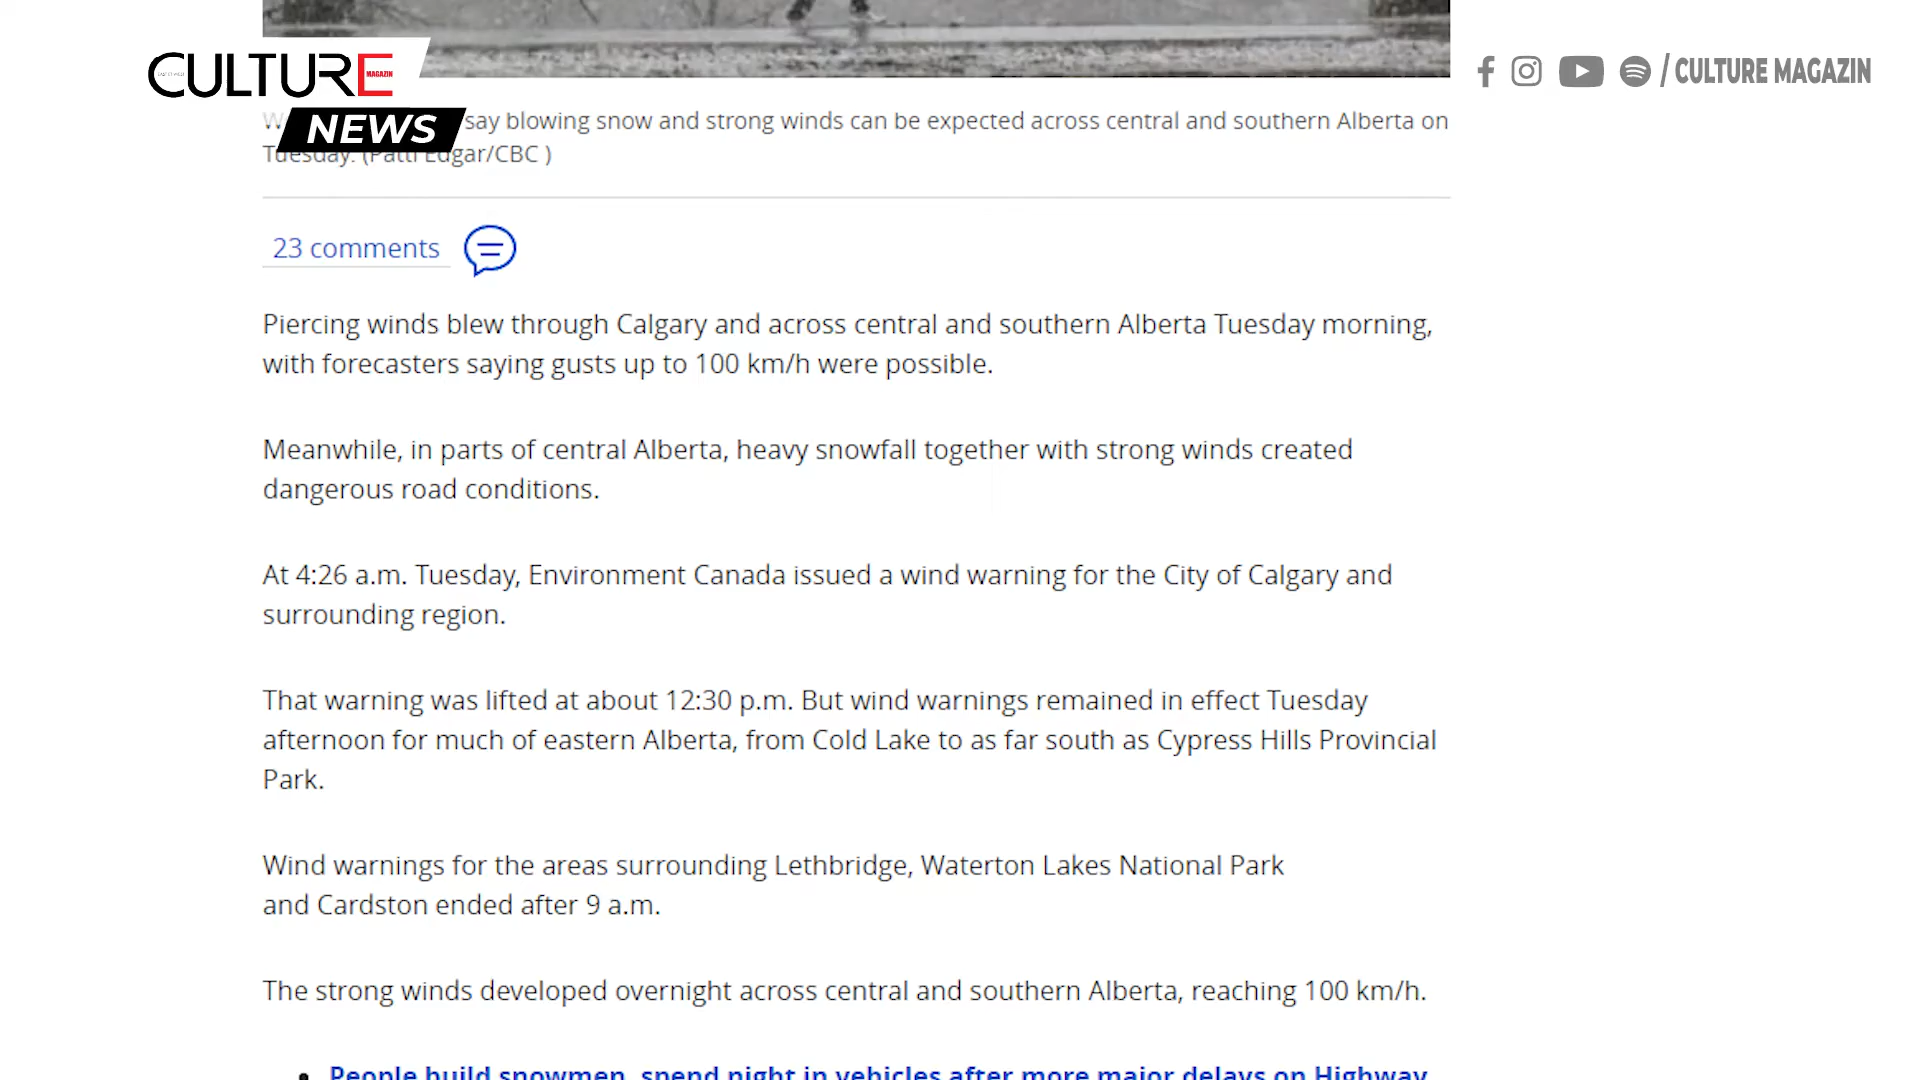 CULTURE
MAGAZIN
NEWS
/ CULTURE MAGAZIN
say blowing snow and strong winds can be expected across central and southern Alberta on
Tuesday. (Patti Edgar/CBC )
23 comments
Piercing winds blew through Calgary and across central and southern Alberta Tuesday morning,
with forecasters saying gusts up to 100 km/h were possible.
Meanwhile, in parts of central Alberta, heavy snowfall together with strong winds created
dangerous road conditions.
At 4:26 a.m. Tuesday, Environment Canada issued a wind warning for the City of Calgary and
surrounding region.
That warning was lifted at about 12:30 p.m. But wind warnings remained in effect Tuesday
afternoon for much of eastern Alberta, from Cold Lake to as far south as Cypress Hills Provincial
Park.
Wind warnings for the areas surrounding Lethbridge, Waterton Lakes National Park
and Cardston ended after 9 a.m.
The strong winds developed overnight across central and southern Alberta, reaching 100 km/h.
• People build snowmen, spend night in vehicles after more major delays on Highway